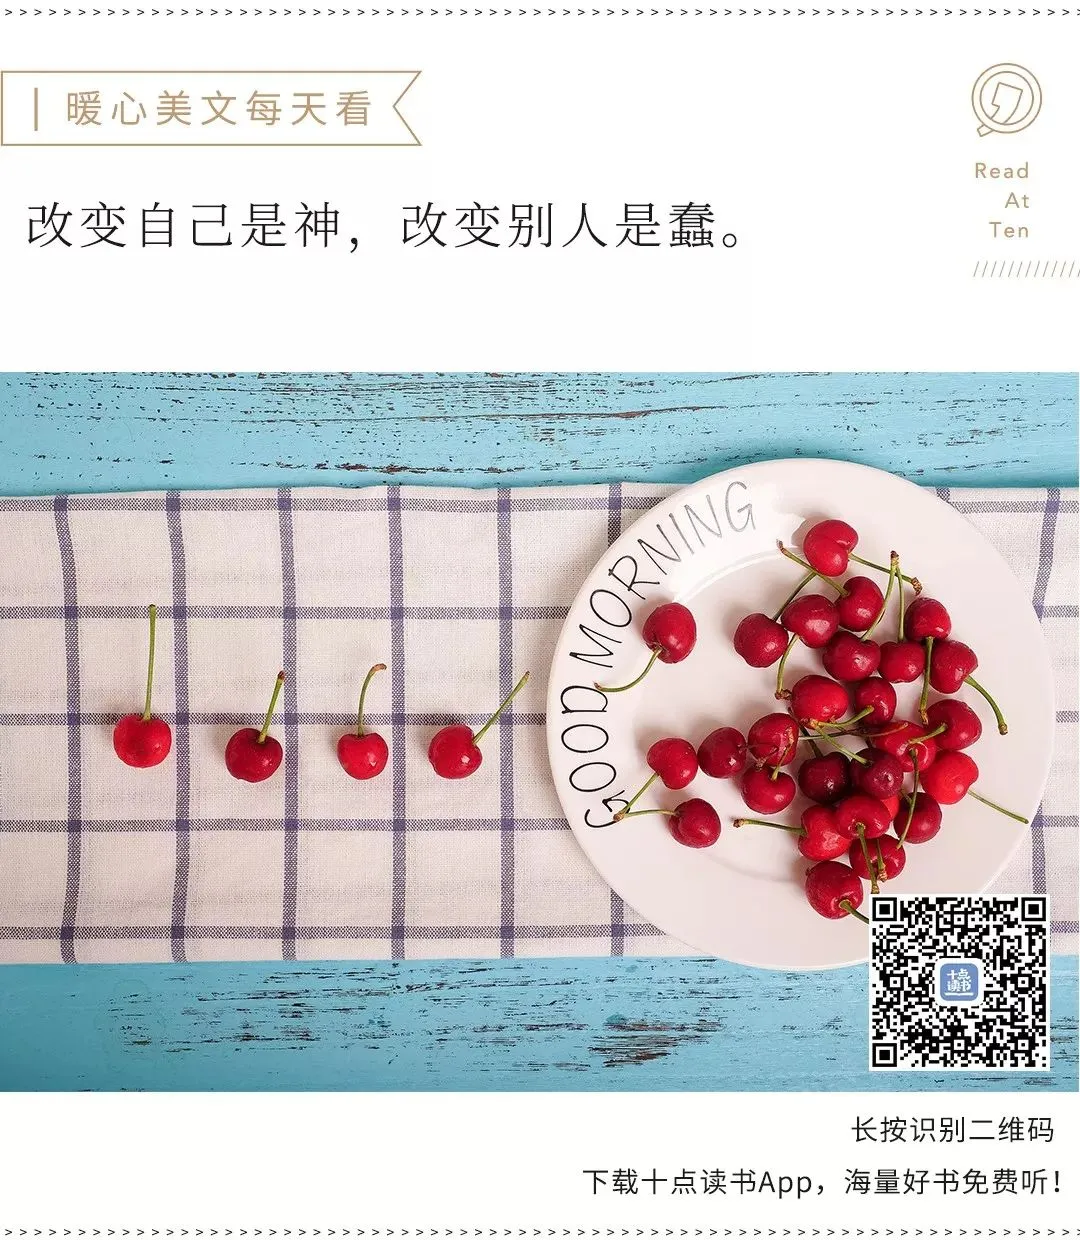 暖心美文每天看
Read
At
Ten
改变自己是神，改变别人是蠢。
GOOD MORNING
十点
读书
长按识别二维码
下载十点读书App，海量好书免费听！